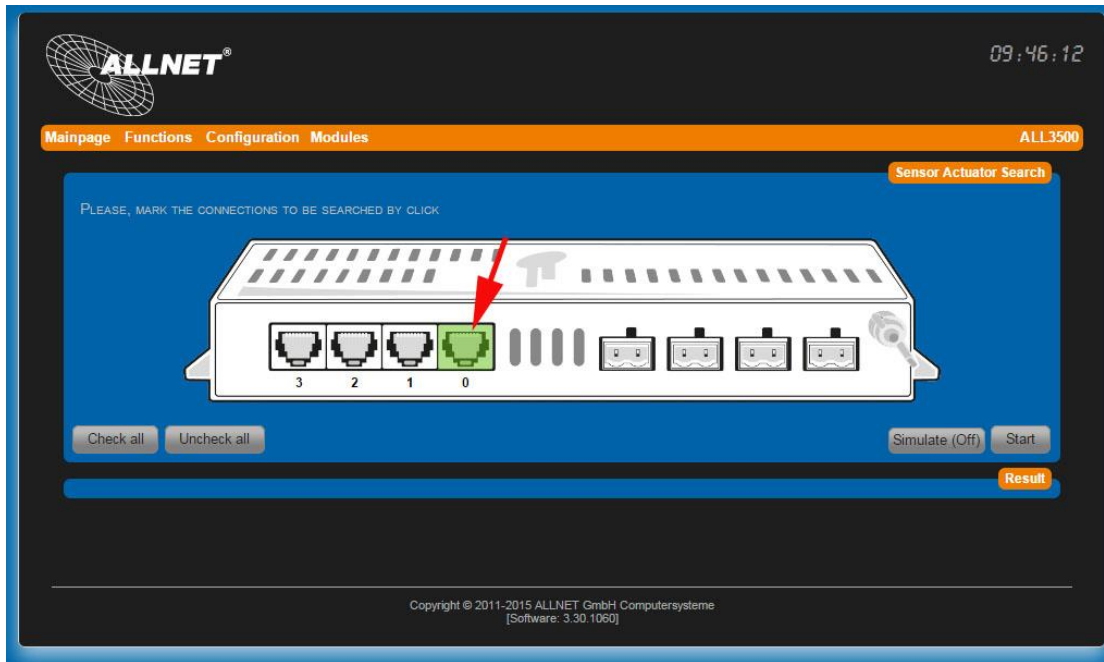 ALLNET®
09:46:12
Mainpage Functions Configuration Modules ALL3500
Sensor Actuator Search
PLEASE, MARK THE CONNECTIONS TO BE SEARCHED BY CLICK
3 2 1 0
Check all Uncheck all Simulate (Off) Start
Result
Copyright © 2011-2015 ALLNET GmbH Computersysteme
[Software: 3.30.1060]